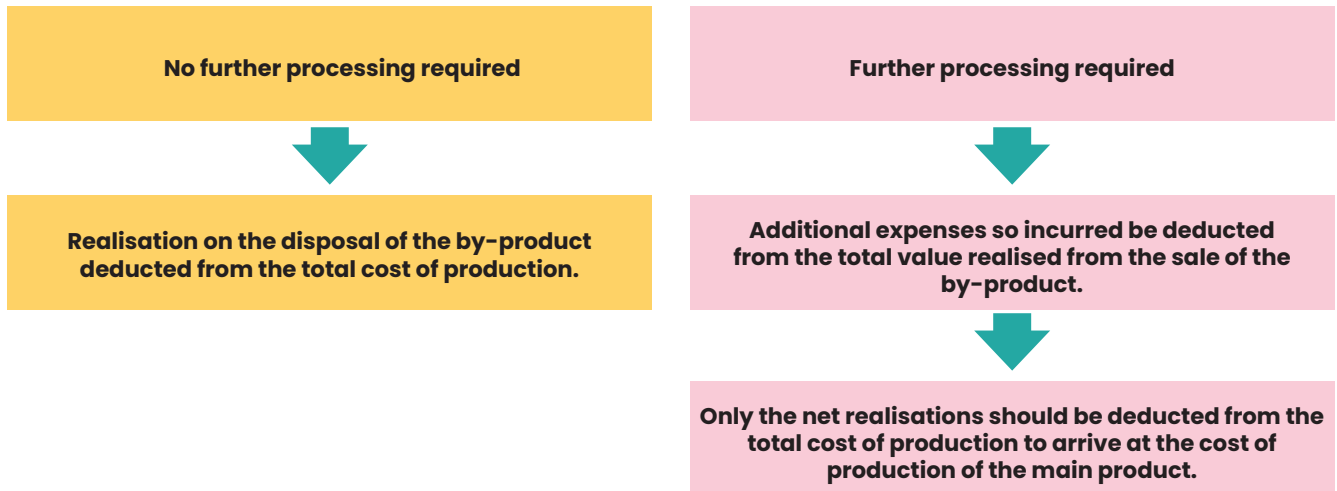 No further processing required
Realisation on the disposal of the by-product
deducted from the total cost of production.
Further processing required
Additional expenses so incurred be deducted
from the total value realised from the sale of the
by-product.
Only the net realisations should be deducted from the
total cost of production to arrive at the cost of
production of the main product.